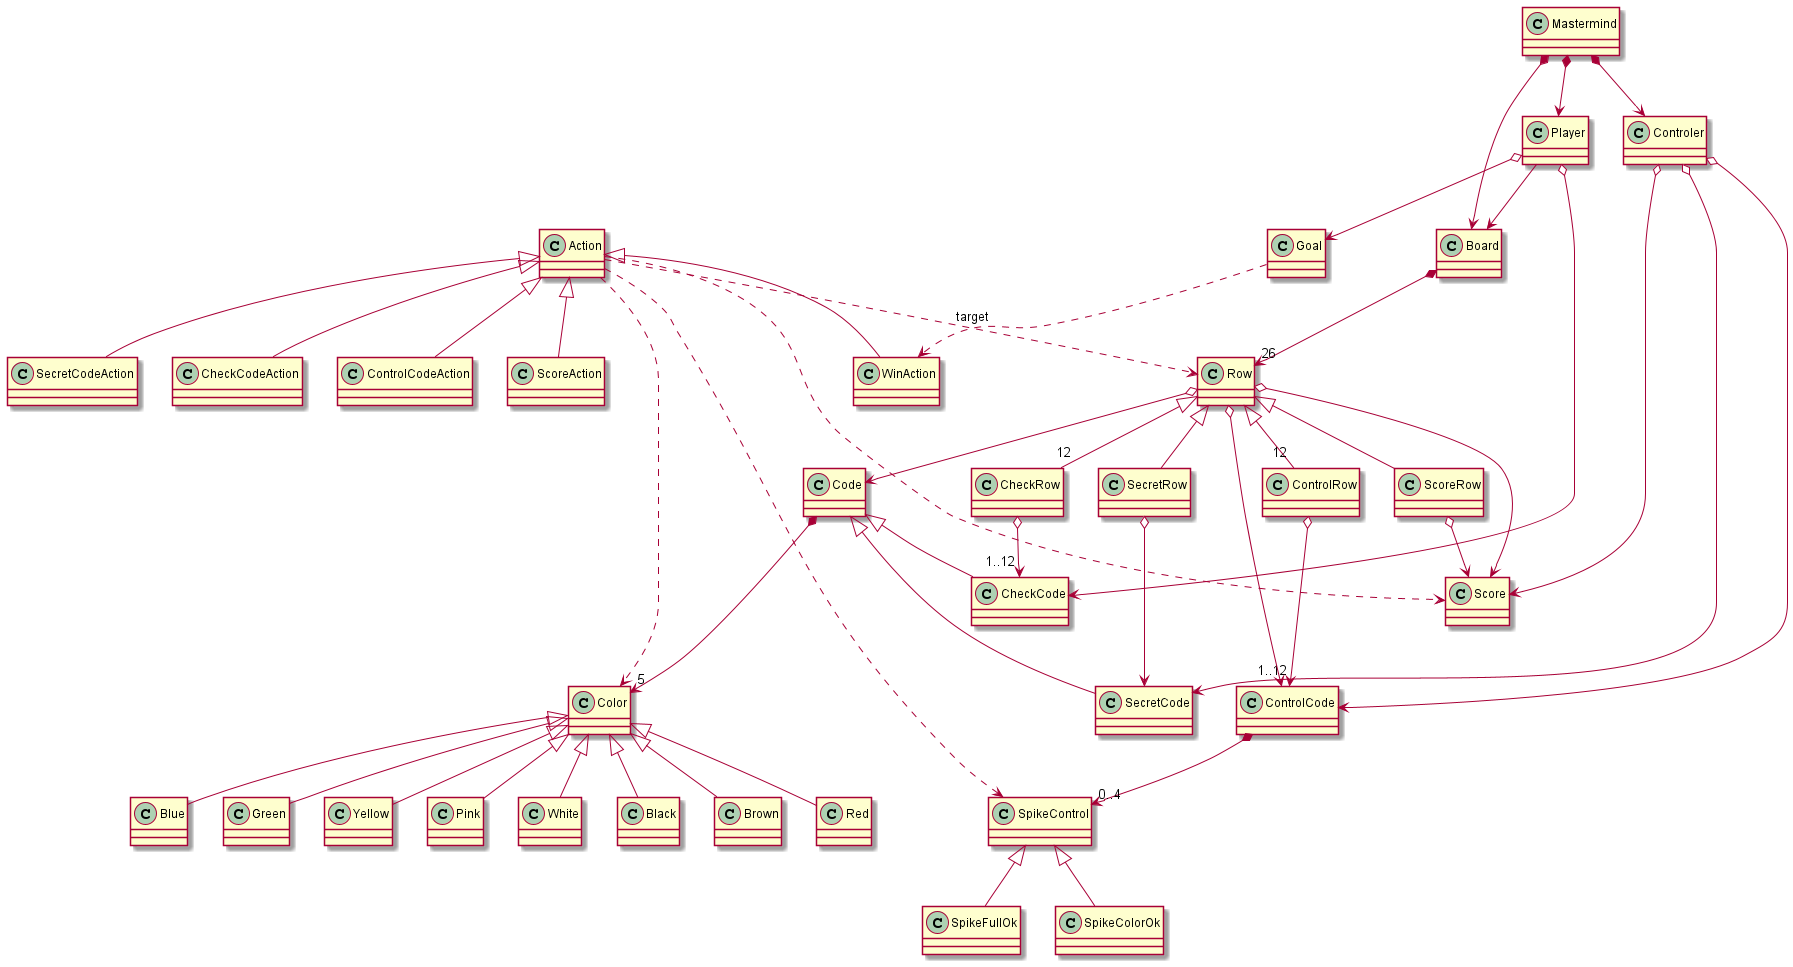 C Mastermind
C Player
C Controler
C Action
C Goal
C Board
target
26
C SecretCodeAction
C CheckCodeAction
C ControlCodeAction
C ScoreAction
C WinAction
C Row
12
12
C Code
C CheckRow
C SecretRow
C ControlRow
C ScoreRow
1..12
C CheckCode
C Score
5
1..12
C Color
C SecretCode
C ControlCode
0..4
C Blue
C Green
C Yellow
C Pink
C White
C Black
C Brown
C Red
C SpikeControl
C SpikeFullOk
C SpikeColorOk